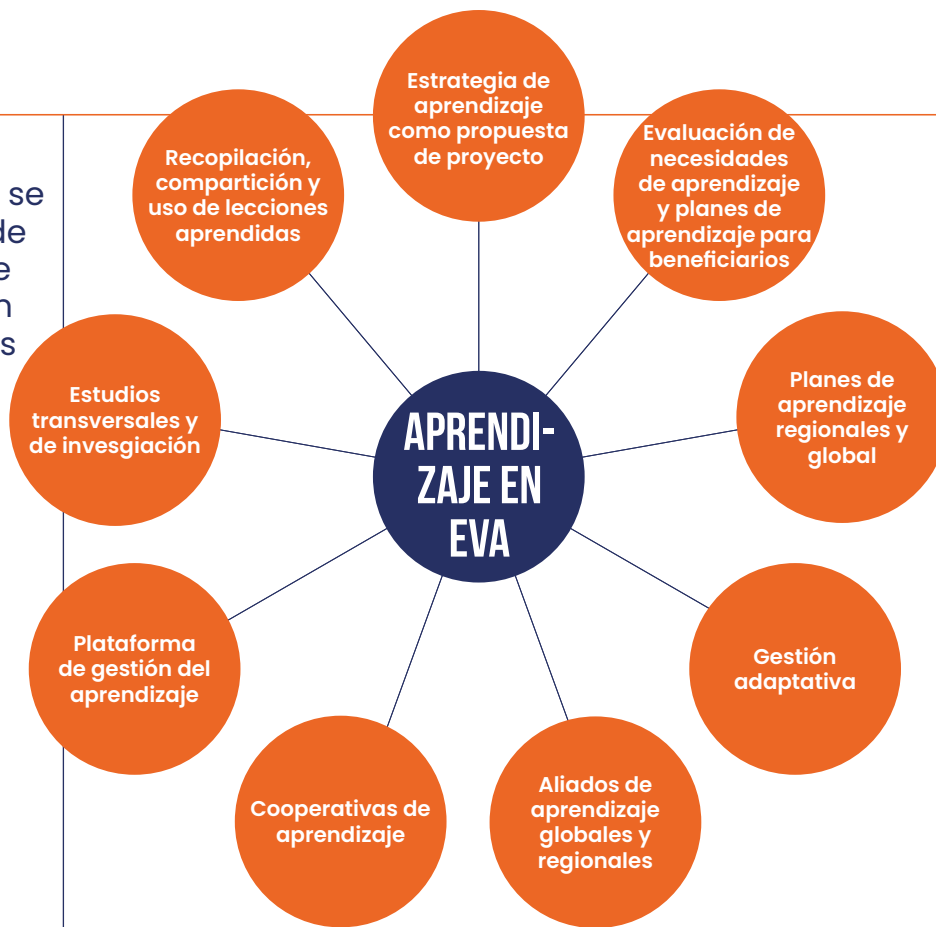 se
de
e
n
s
Estrategia de
aprendizaje
como propuesta
de proyecto
Evaluación de
necesidades
de aprendizaje
y planes de
aprendizaje para
beneficiarios
Planes de
aprendizaje
regionales y
global
Gestión
adaptativa
Aliados de
aprendizaje
globales y
regionales
Cooperativas de
aprendizaje
Plataforma
de gestión del
aprendizaje
Estudios
transversales y
de invesgiación
Recopilación,
compartición y
uso de lecciones
aprendidas
APRENDI-
ZAJE EN
EVA